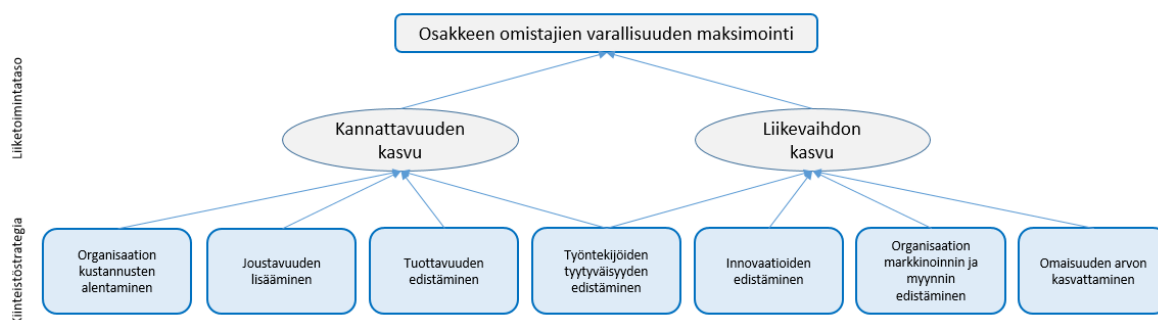 Osakkeen omistajien varallisuuden maksimointi
Liiketoimintataso
Kannattavuuden
kasvu
Liikevaihdon
kasvu
Kiinteistöstrategia
Organisaation
kustannusten
alentaminen
Joustavuuden
lisääminen
Tuottavuuden
edistäminen
Työntekijöiden
tyytyväisyyden
edistäminen
Innovaatioiden
edistäminen
Organisaation
markkinoinnin ja
myynnin
edistäminen
Omaisuuden arvon
kasvattaminen